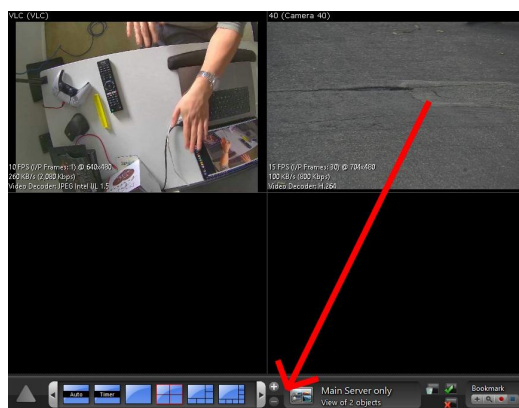 VLC (VLC)
40 (Camera 40)
10 FPS (I/P Frames: 1) @ 640x480
260 KB/s (2,080 Kbps)
Video Decoder: JPEG Intel IIL 1.5
15 FPS (I/P Frames: 30) @ 704x480
100 KB/s (800 Kbps)
Video Decoder: H.264
Auto
Timer
Main Server only
View of 2 objects
Bookmark